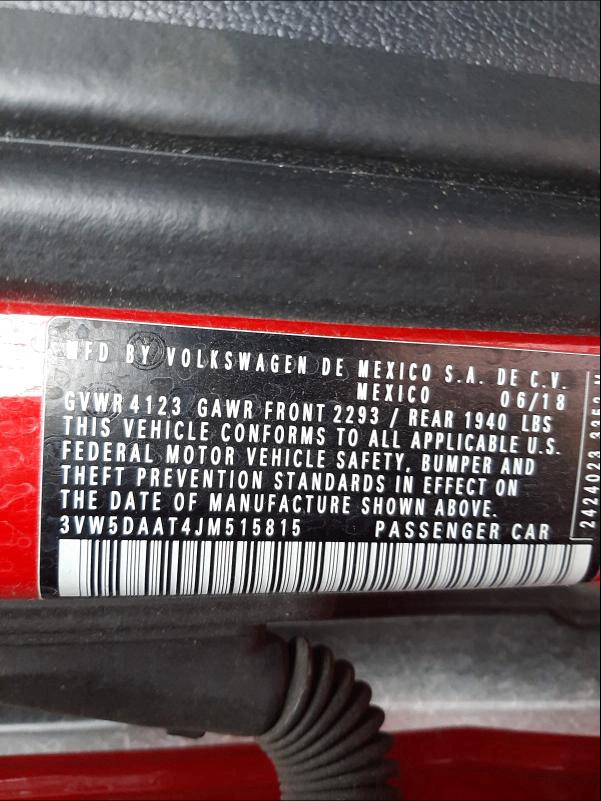 MFD BY VOLKSWAGEN DE MEXICO S.A. DE C.V.
MEXICO 06/18
GVWR 4123 GAWR FRONT 2293 / REAR 1940 LBS
THIS VEHICLE CONFORMS TO ALL APPLICABLE U.S.
FEDERAL MOTOR VEHICLE SAFETY, BUMPER AND
THEFT PREVENTION STANDARDS IN EFFECT ON
THE DATE OF MANUFACTURE SHOWN ABOVE.
3VW5DAAT4JM515815 PASSENGER CAR
2424023